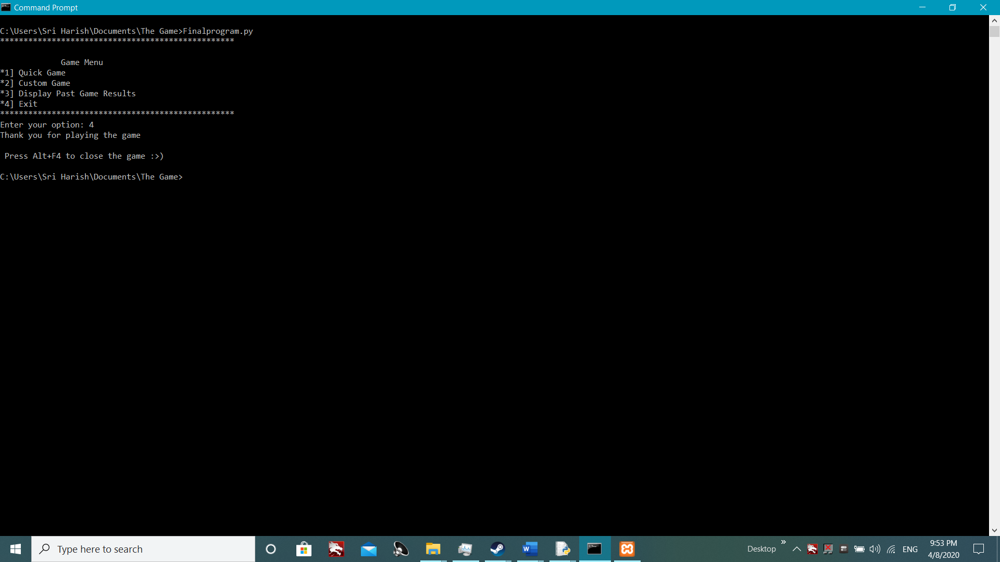 Command Prompt
C:\Users\Sri Harish\Documents\The Game>Finalprogram.py
**************************************************
Game Menu
*1] Quick Game
*2] Custom Game
*3] Display Past Game Results
*4] Exit
**************************************************
Enter your option: 4
Thank you for playing the game
Press Alt+F4 to close the game :>)
C:\Users\Sri Harish\Documents\The Game>
Type here to search
Desktop
ENG
9:53 PM
4/8/2020